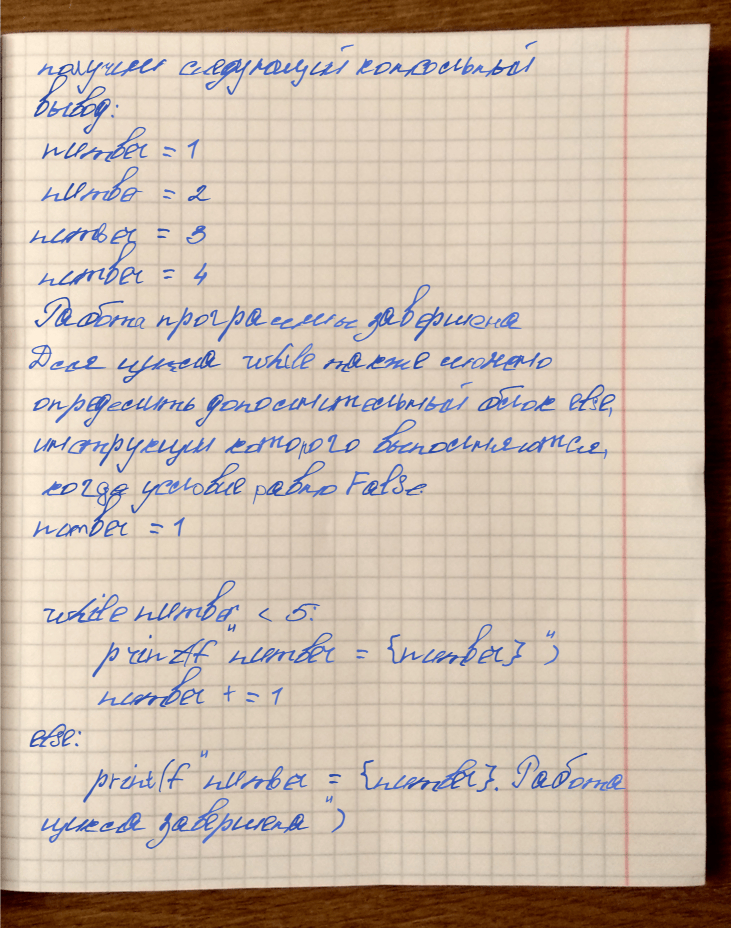 получим следующий консольный
вывод:
number = 1
numbe = 2
number = 3
number = 4
Работа программы завершена
Для цикла while также можно
определить дополнительный блок else,
инструкции которого выполняются,
когда условие равно False
number = 1
while number < 5:
print(f "number = {number} ")
number += 1
else:
print(f "number = {number}. Работа
цикла завершена")